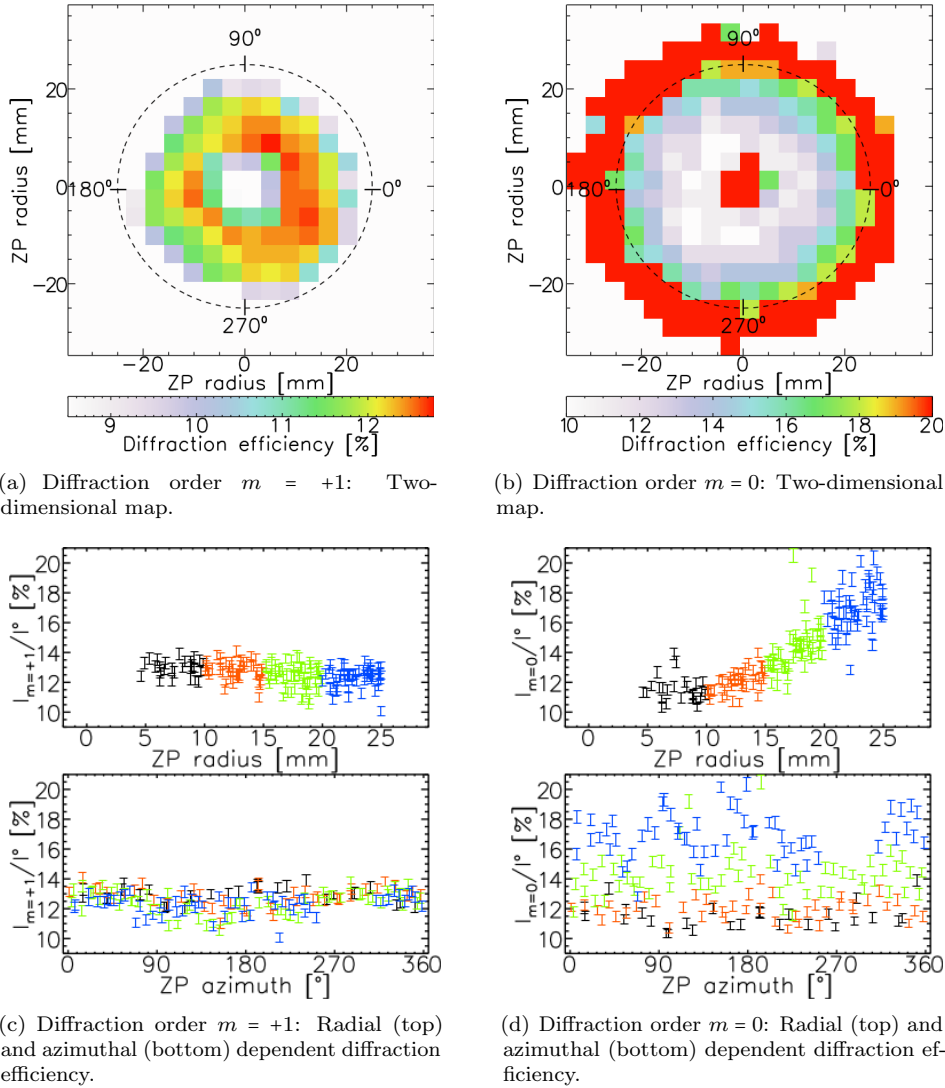 90°
20
0
−20
180°
0°
270°
−20 0 20
ZP radius [mm]
ZP radius [mm]
9 10 11 12
Diffraction efficiency [%]
90°
20
0
−20
180°
0°
270°
−20 0 20
ZP radius [mm]
ZP radius [mm]
10 12 14 16 18 20
Diffraction efficiency [%]
(a) Diffraction order m = +1: Two-
dimensional map.
(b) Diffraction order m = 0: Two-dimensional
map.
20
18
16
14
12
10
I m=+1/I° [%]
0 5 10 15 20 25
ZP radius [mm]
20
18
16
14
12
10
I m=+1/I° [%]
0 90 180 270 360
ZP azimuth [°]
20
18
16
14
12
10
I m=0/I° [%]
0 5 10 15 20 25
ZP radius [mm]
20
18
16
14
12
10
I m=0/I° [%]
0 90 180 270 360
ZP azimuth [°]
(c) Diffraction order m = +1: Radial (top)
and azimuthal (bottom) dependent diffraction
efficiency.
(d) Diffraction order m = 0: Radial (top) and
azimuthal (bottom) dependent diffraction ef-
ficiency.